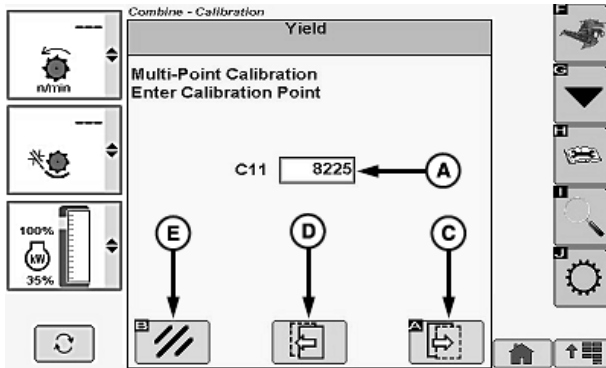 Combine - Calibration
Yield
---
n/min
Multi-Point Calibration
Enter Calibration Point
---
C11 8225
A
100%
kW
35%
E
D
C
B
A
F
G
H
I
J